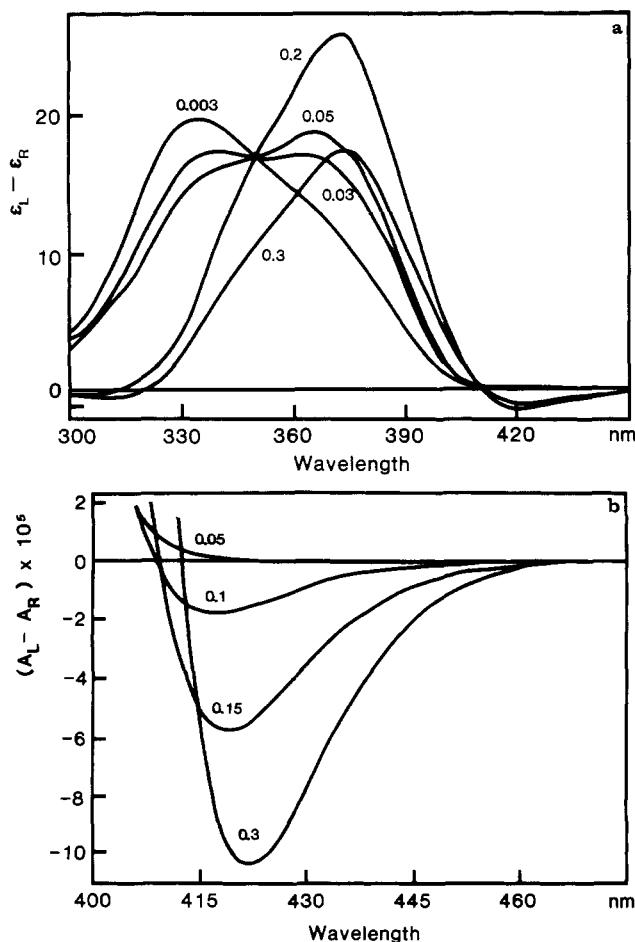 a
0.2
0.003
0.05
0.03
0.3
20
10
0
ε_L − ε_R
300 330 360 390 420 nm
Wavelength
b
2
0
-2
-4
-6
-8
-10
(A_L − A_R) x 10⁵
0.05
0.1
0.15
0.3
400 415 430 445 460 nm
Wavelength